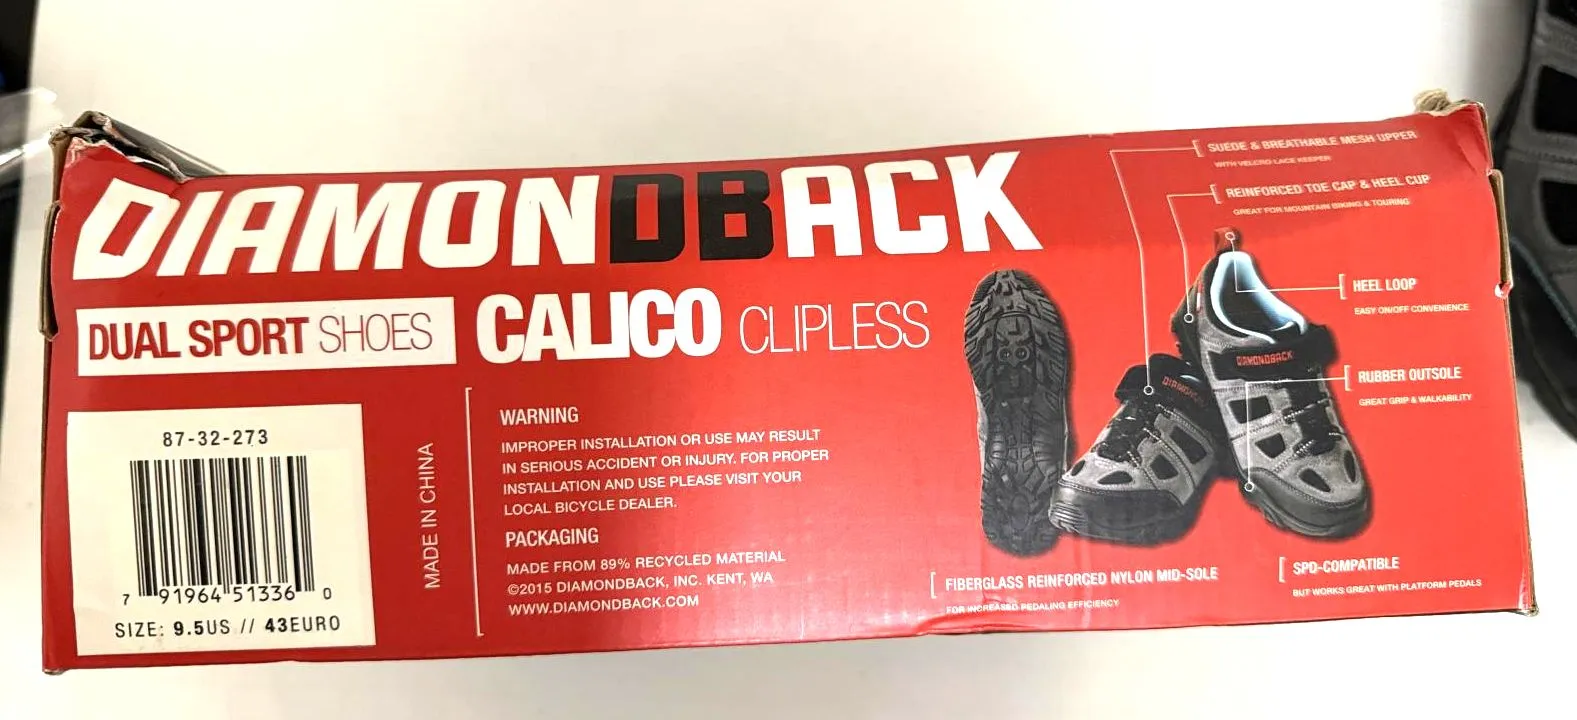 DIAMONDBACK
DUAL SPORT SHOES
CALICO CLIPLESS
87-32-273
7 91964 51336 0
SIZE: 9.5US // 43EURO
MADE IN CHINA
WARNING
IMPROPER INSTALLATION OR USE MAY RESULT
IN SERIOUS ACCIDENT OR INJURY. FOR PROPER
INSTALLATION AND USE PLEASE VISIT YOUR
LOCAL BICYCLE DEALER.
PACKAGING
MADE FROM 89% RECYCLED MATERIAL
©2015 DIAMONDBACK, INC. KENT, WA
WWW.DIAMONDBACK.COM
SUEDE & BREATHABLE MESH UPPER
WITH VELCRO LACE KEEPER
REINFORCED TOE CAP & HEEL CUP
GREAT FOR MOUNTAIN BIKING & TOURING
HEEL LOOP
EASY ON/OFF CONVENIENCE
RUBBER OUTSOLE
GREAT GRIP & WALKABILITY
DIAMONDBACK
FIBERGLASS REINFORCED NYLON MID-SOLE
FOR INCREASED PEDALING EFFICIENCY
SPD-COMPATIBLE
BUT WORKS GREAT WITH PLATFORM PEDALS